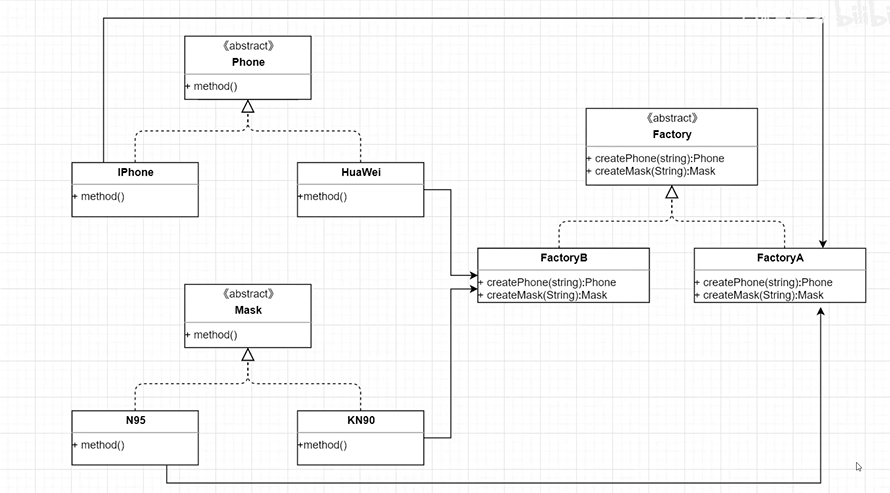 《abstract》
Phone
+ method()
IPhone
+ method()
HuaWei
+method()
《abstract》
Factory
+ createPhone(string):Phone
+ createMask(String):Mask
FactoryB
+ createPhone(string):Phone
+ createMask(String):Mask
FactoryA
+ createPhone(string):Phone
+ createMask(String):Mask
《abstract》
Mask
+ method()
N95
+ method()
KN90
+method()